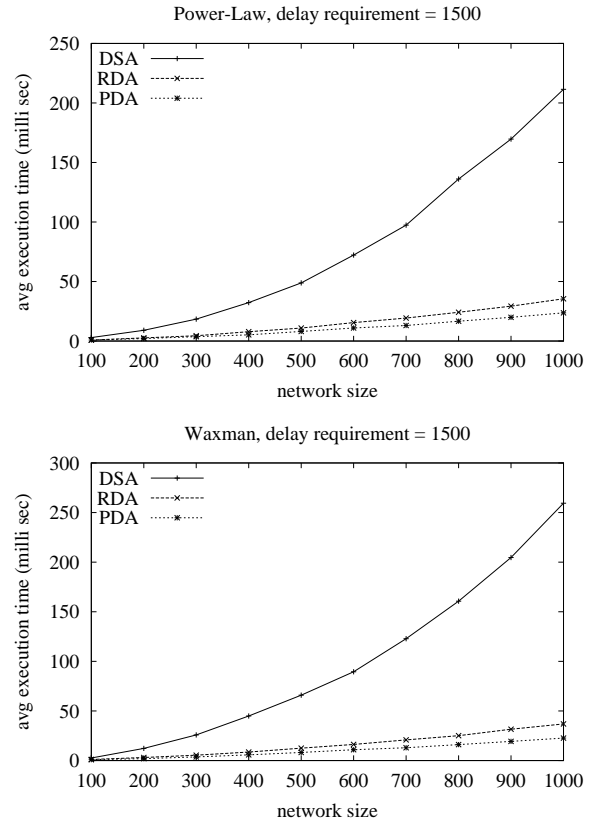 Power-Law, delay requirement = 1500
250
200
150
100
50
0
DSA
RDA
PDA
avg execution time (milli sec)
100 200 300 400 500 600 700 800 900 1000
network size
Waxman, delay requirement = 1500
300
250
200
150
100
50
0
DSA
RDA
PDA
avg execution time (milli sec)
100 200 300 400 500 600 700 800 900 1000
network size